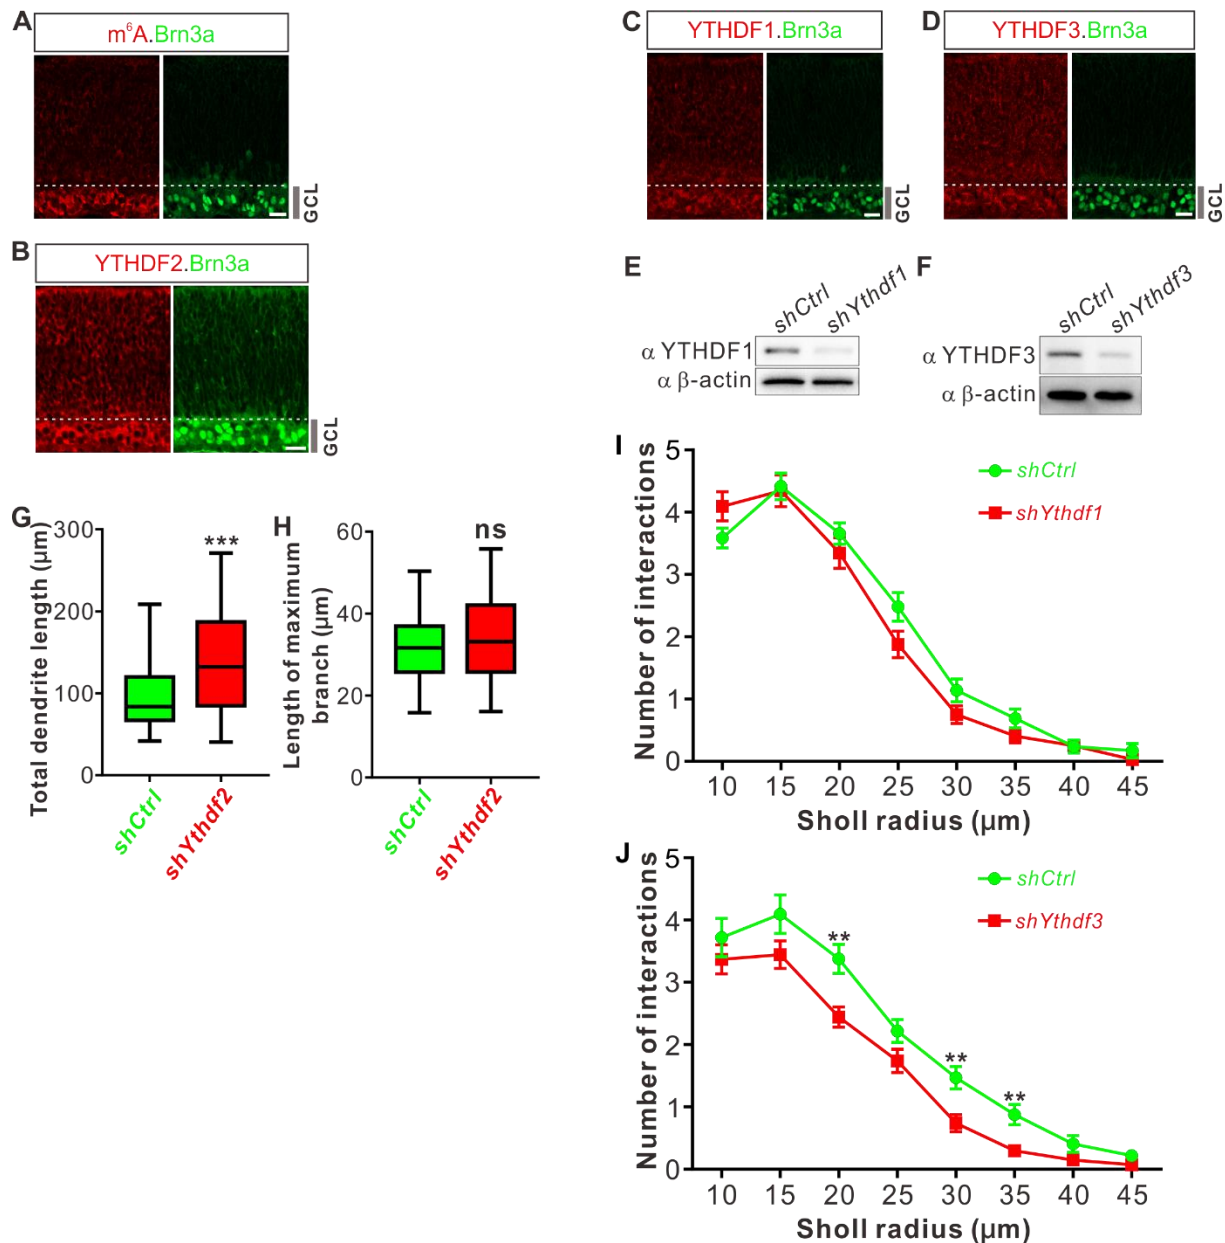 A
m⁶A.Brn3a
GCL
B
YTHDF2.Brn3a
GCL
C
YTHDF1.Brn3a
GCL
D
YTHDF3.Brn3a
GCL
E
shCtrl
shYthdf1
α YTHDF1
α β-actin
F
shCtrl
shYthdf3
α YTHDF3
α β-actin
G
Total dendrite length (μm)
300
200
100
0
***
shCtrl
shYthdf2
H
Length of maximum
branch (μm)
60
40
20
0
ns
shCtrl
shYthdf2
I
Number of interactions
5
4
3
2
1
0
shCtrl
shYthdf1
10 15 20 25 30 35 40 45
Sholl radius (μm)
J
Number of interactions
5
4
3
2
1
0
shCtrl
shYthdf3
**
**
**
10 15 20 25 30 35 40 45
Sholl radius (μm)